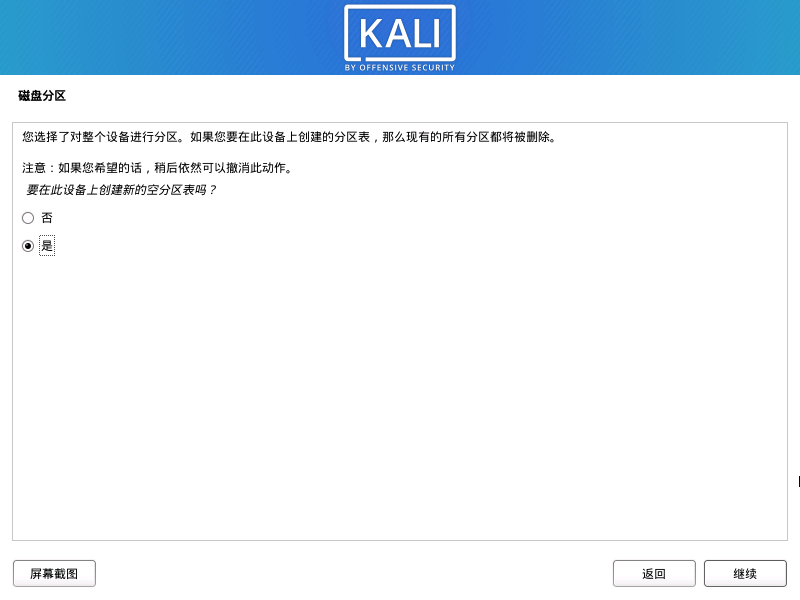 KALI
BY OFFENSIVE SECURITY
磁盘分区
您选择了对整个设备进行分区。如果您要在此设备上创建的分区表，那么现有的所有分区都将被删除。
注意：如果您希望的话，稍后依然可以撤消此动作。
要在此设备上创建新的空分区表吗？
否
是
屏幕截图
返回
继续